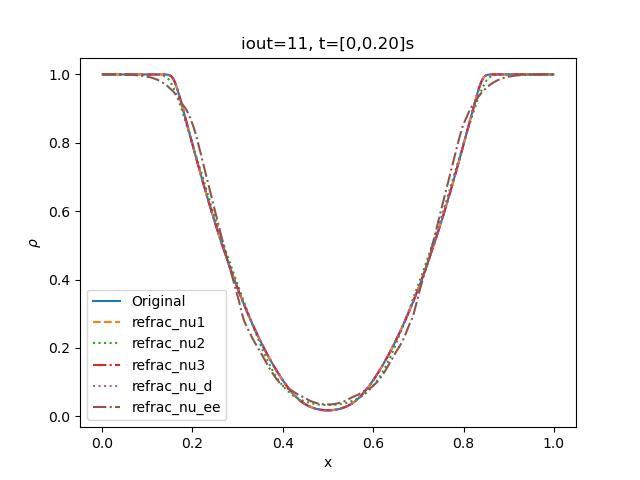 iout=11, t=[0,0.20]s
1.0
0.8
0.6
0.4
0.2
0.0
ρ
Original
refrac_nu1
refrac_nu2
refrac_nu3
refrac_nu_d
refrac_nu_ee
0.0 0.2 0.4 0.6 0.8 1.0
x